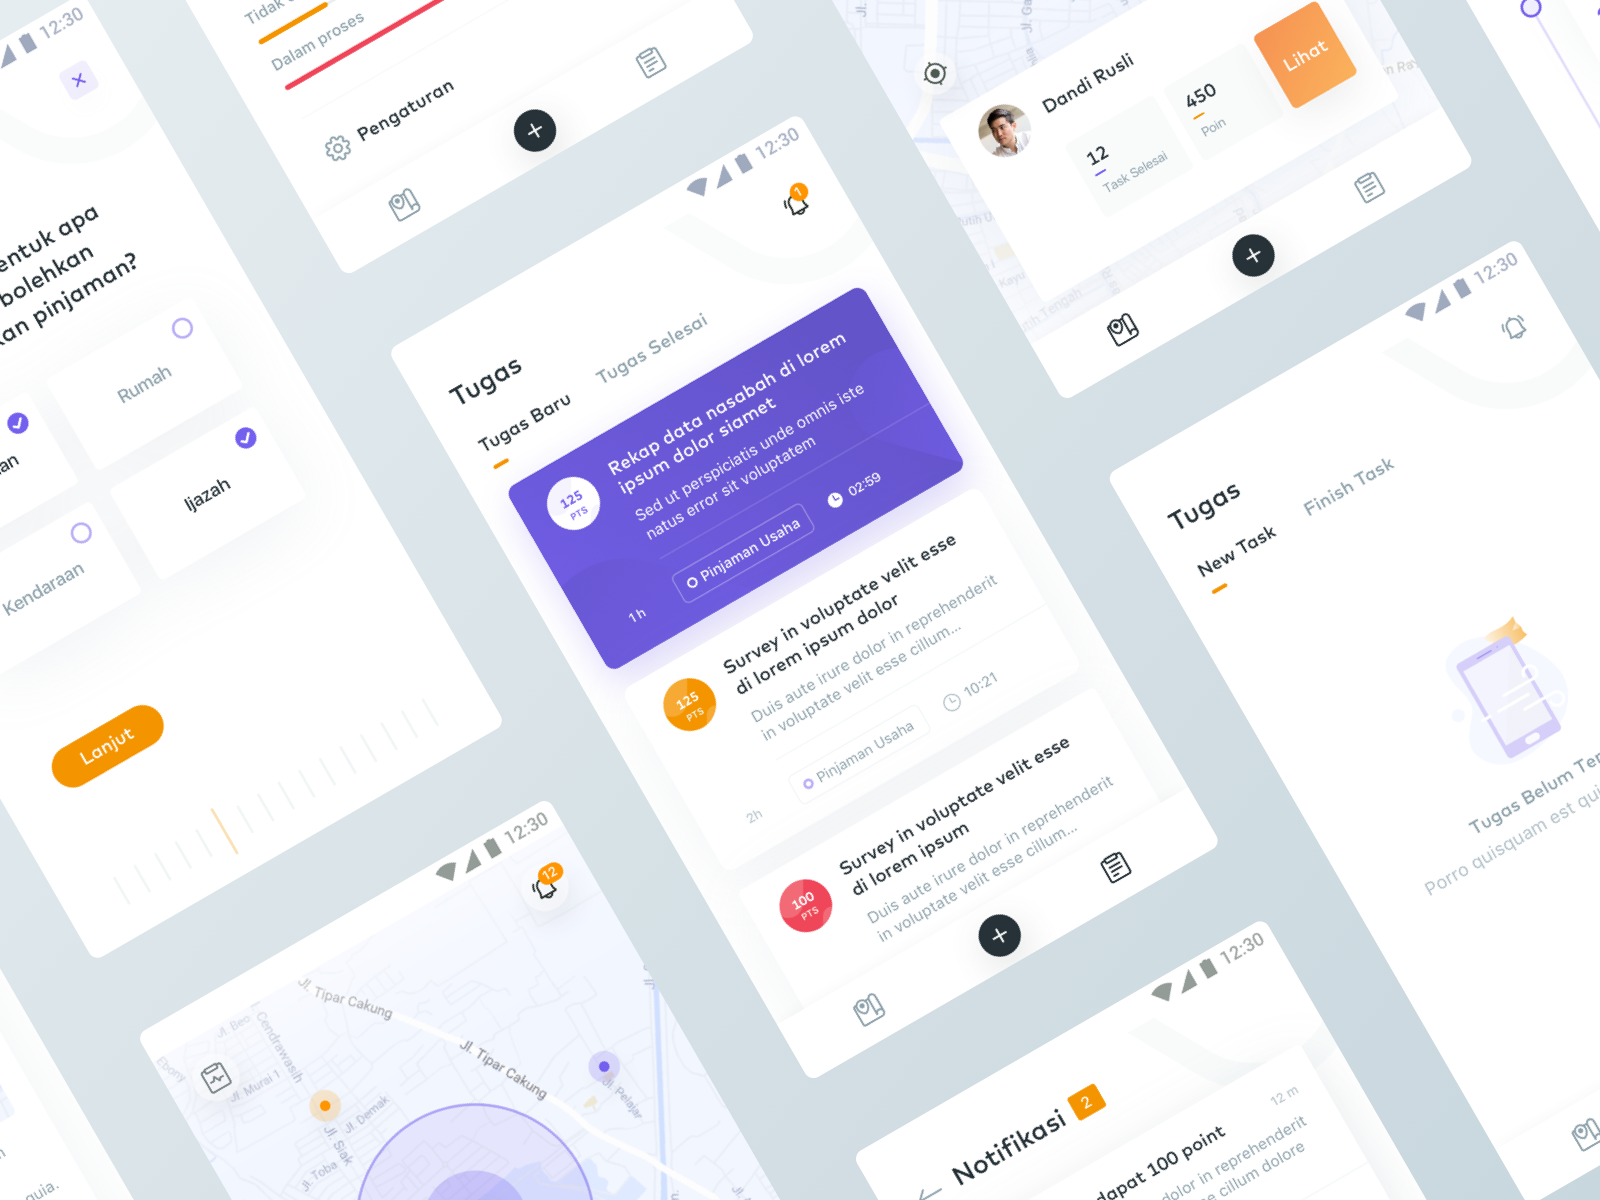 12:30
entuk apa
bolehkan
kan pinjaman?
Rumah
Ijazah
Kendaraan
Lanjut
Dalam proses
Pengaturan
12:30
1
Tugas
Tugas Baru
Tugas Selesai
125
PTS
Rekap data nasabah di lorem
ipsum dolor siamet
Sed ut perspiciatis unde omnis iste
natus error sit voluptatem
Pinjaman Usaha
02:59
1h
125
PTS
Survey in voluptate velit esse
di lorem ipsum dolor
Duis aute irure dolor in reprehenderit
in voluptate velit esse cillum...
Pinjaman Usaha
10:21
2h
100
PTS
Survey in voluptate velit esse
di lorem ipsum
Duis aute irure dolor in reprehenderit
in voluptate velit esse cillum...
Dandi Rusli
12
Task Selesai
450
Poin
Lihat
12:30
Tugas
New Task
Finish Task
Tugas Belum
Porro quisquam est qui
12:30
12
Jl. Tipar Cakung
Jl. Tipar Cakung
Jl. Beo
Cendrawasih
Ebony
Jl. Murai 1
Jl. Demak
Jl. Siak
Jl. Toba
Jl. Pelajar
12:30
Notifikasi
2
12 m
dapat 100 point
dolor in reprehenderit
esse cillum dolore
quia.